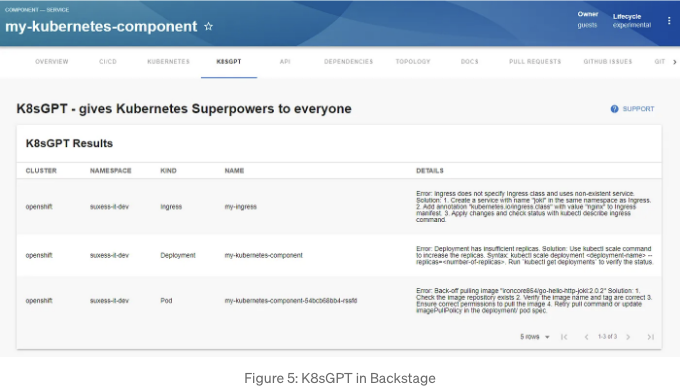 COMPONENT — SERVICE
my-kubernetes-component ☆
Owner
guests
Lifecycle
experimental
OVERVIEW CI/CD KUBERNETES K8SGPT API DEPENDENCIES TOPOLOGY DOCS PULL REQUESTS GITHUB ISSUES GIT
K8sGPT - gives Kubernetes Superpowers to everyone
SUPPORT
K8sGPT Results
CLUSTER NAMESPACE KIND NAME DETAILS
openshift suxess-it-dev Ingress my-ingress
Error: Ingress does not specify Ingress class and uses non-existent service.
Solution: 1. Create a service with name "jokl" in the same namespace as Ingress.
2. Add annotation "kubernetes.io/ingress.class" with value "nginx" to Ingress
manifest. 3. Apply changes and check status with kubectl describe ingress
command.
openshift suxess-it-dev Deployment my-kubernetes-component
Error: Deployment has insufficient replicas. Solution: Use kubectl scale command
to increase the replicas. Syntax: kubectl scale deployment <deployment-name> --
replicas=<number-of-replicas>. Run `kubectl get deployments` to verify the status.
openshift suxess-it-dev Pod my-kubernetes-component-54bcb68bb4-rssfd
Error: Back-off pulling image "ironcore864/go-hello-http-jokl:2.0.2" Solution: 1.
Check the image repository exists 2. Verify the image name and tag are correct 3.
Ensure correct permissions to pull the image 4. Retry pull command or update
imagePullPolicy in the deployment/ pod spec.
5 rows 1-3 of 3
Figure 5: K8sGPT in Backstage